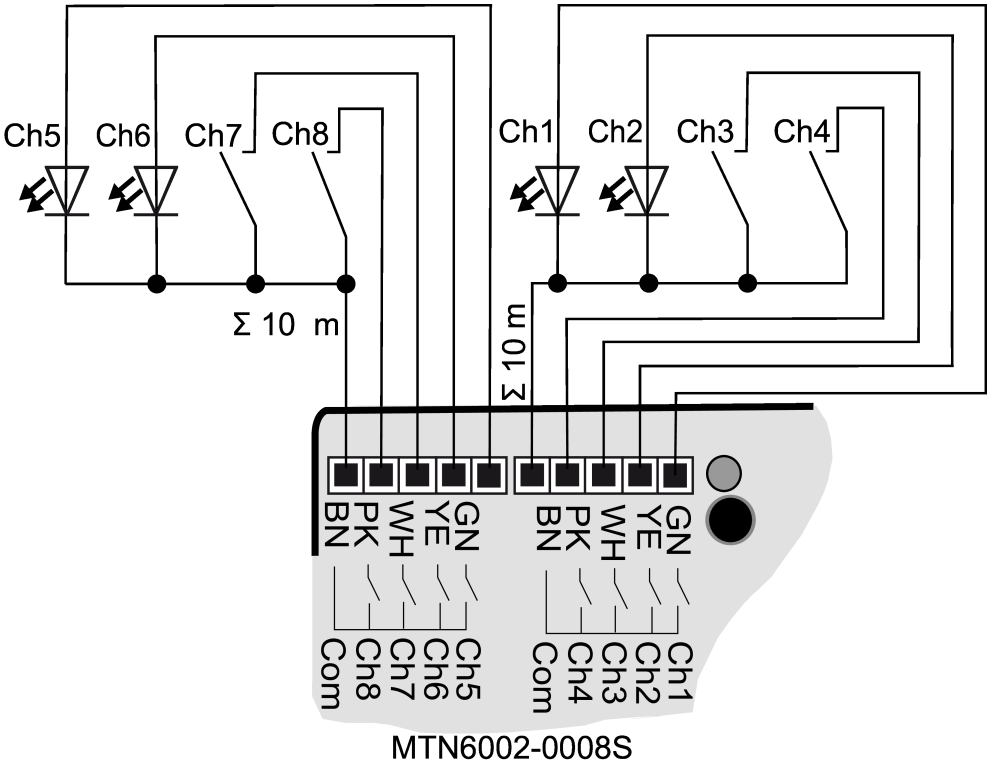 Ch5 Ch6 Ch7 Ch8 Ch1 Ch2 Ch3 Ch4
Σ 10 m
Σ 10 m
BN PK WH YE GN BN PK WH YE GN
Com Ch8 Ch7 Ch6 Ch5 Com Ch4 Ch3 Ch2 Ch1
MTN6002-0008S